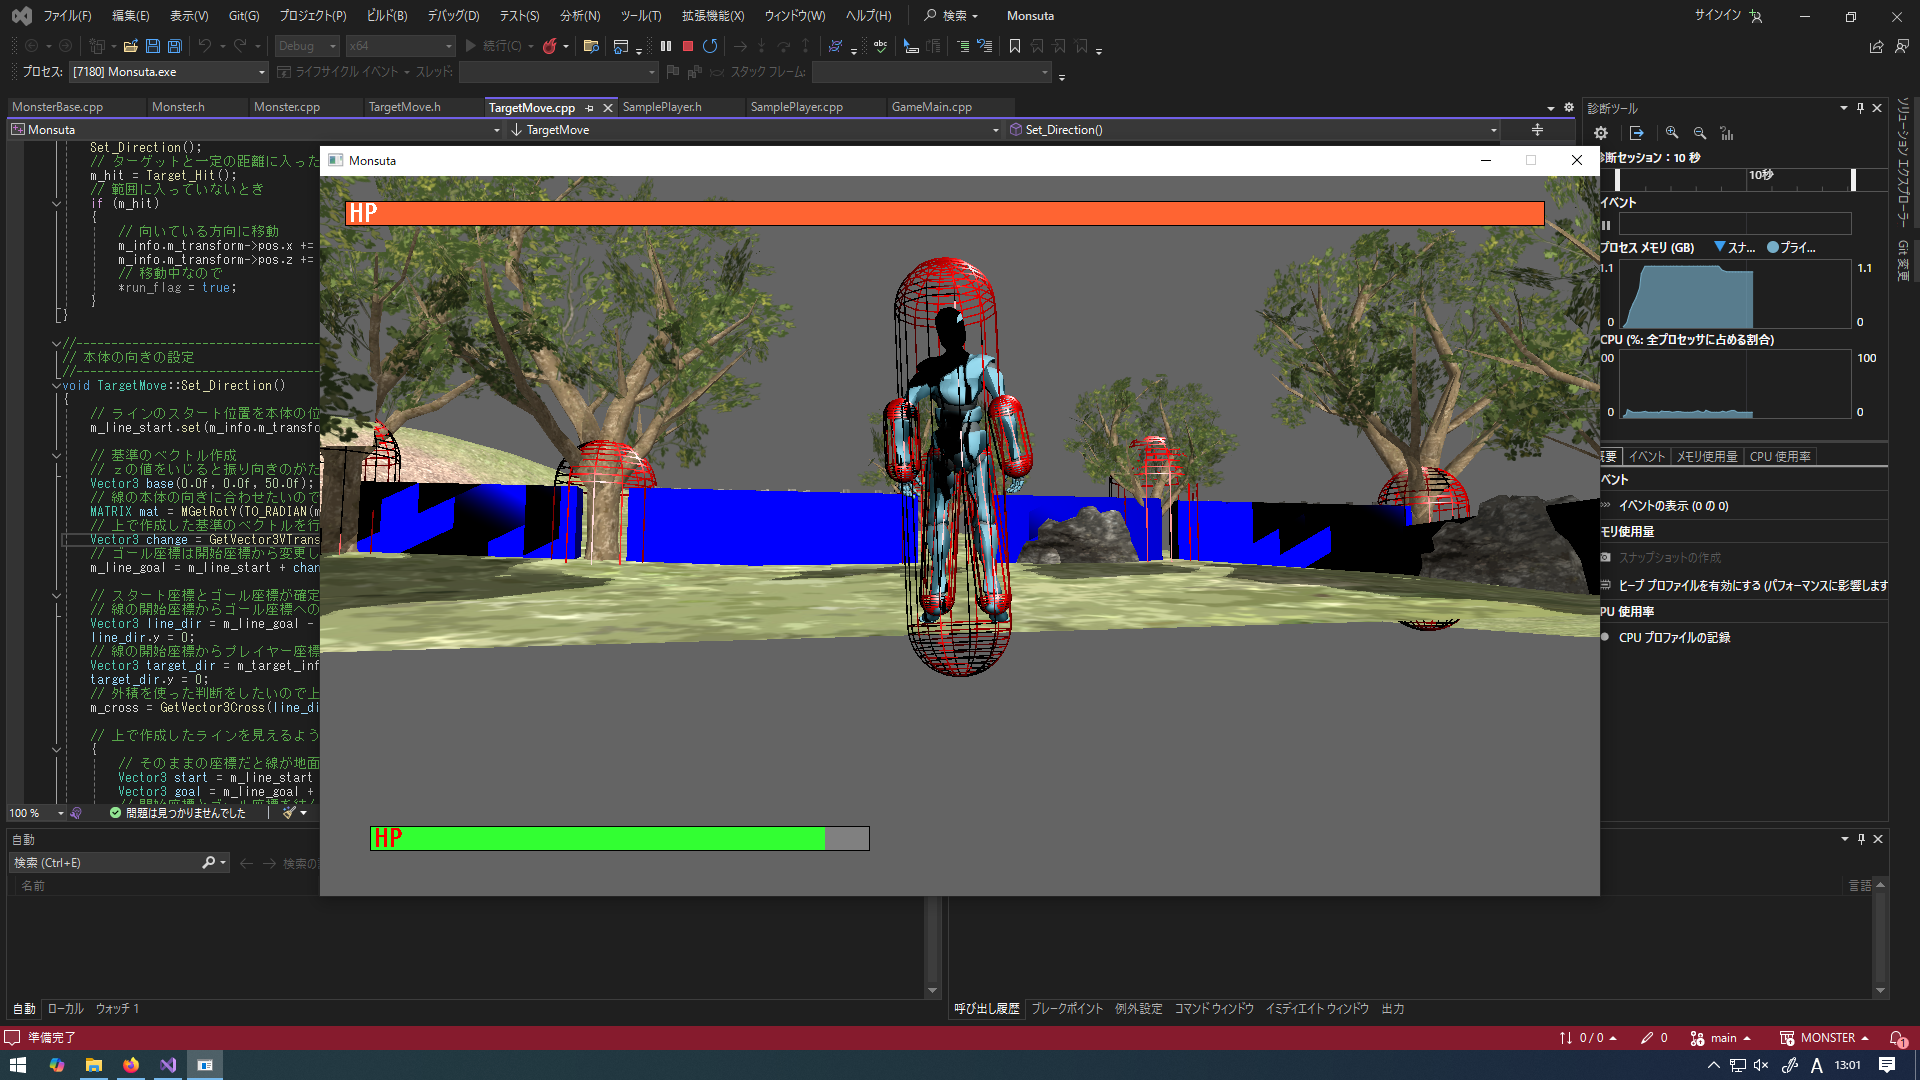 ファイル(F) 編集(E) 表示(V) Git(G) プロジェクト(P) ビルド(B) デバッグ(D) テスト(S) 分析(N) ツール(T) 拡張機能(X) ウィンドウ(W) ヘルプ(H) 検索 Monsuta サインイン
Debug x64 続行(C)
プロセス: [7180] Monsuta.exe ライフサイクル イベント スレッド: スタック フレーム:
MonsterBase.cpp Monster.h Monster.cpp TargetMove.h TargetMove.cpp SamplePlayer.h SamplePlayer.cpp GameMain.cpp
Monsuta TargetMove Set_Direction()
Set_Direction();
// ターゲットと一定の距離に入った
m_hit = Target_Hit();
// 範囲に入っていないとき
if (m_hit)
{
// 向いている方向に移動
m_info.m_transform->pos.x +=
m_info.m_transform->pos.z +=
// 移動中なので
*run_flag = true;
}
}
//--------------------------------------
// 本体の向きの設定
//--------------------------------------
void TargetMove::Set_Direction()
{
// ラインのスタート位置を本体の位
m_line_start.set(m_info.m_transfo
// 基準のベクトル作成
// zの値をいじると振り向きのがた
Vector3 base(0.0f, 0.0f, 50.0f);
// 線の本体の向きに合わせたいので
MATRIX mat = MGetRotY(TO_RADIAN(m
// 上で作成した基準のベクトルを行
Vector3 change = GetVector3VTrans
// ゴール座標は開始座標から変更し
m_line_goal = m_line_start + chan
// スタート座標とゴール座標が確定
// 線の開始座標からゴール座標への
Vector3 line_dir = m_line_goal -
line_dir.y = 0;
// 線の開始座標からプレイヤー座標
Vector3 target_dir = m_target_inf
target_dir.y = 0;
// 外積を使った判断をしたいので上
m_cross = GetVector3Cross(line_di
// 上で作成したラインを見えるよう
{
// そのままの座標だと線が地面
Vector3 start = m_line_start
Vector3 goal = m_line_goal +
100 % 問題は見つかりませんでした
Monsuta
HP
HP
診断ツール
断セッション: 10 秒
10秒
イベント
プロセス メモリ (GB) スナ... プライ...
1.1 1.1
0 0
CPU (%: 全プロセッサに占める割合)
00 100
0 0
要 イベント メモリ使用量 CPU 使用率
ベント
イベントの表示 (0 の 0)
モリ使用量
スナップショットの作成
ヒープ プロファイルを有効にする (パフォーマンスに影響します
PU 使用率
CPU プロファイルの記録
ソリューション エクスプローラー
Git 変更
自動
検索 (Ctrl+E) 検索の
名前
言語
自動 ローカル ウォッチ 1
呼び出し履歴 ブレークポイント 例外設定 コマンド ウィンドウ イミディエイト ウィンドウ 出力
準備完了 0 / 0 0 main MONSTER 1
A 13:01